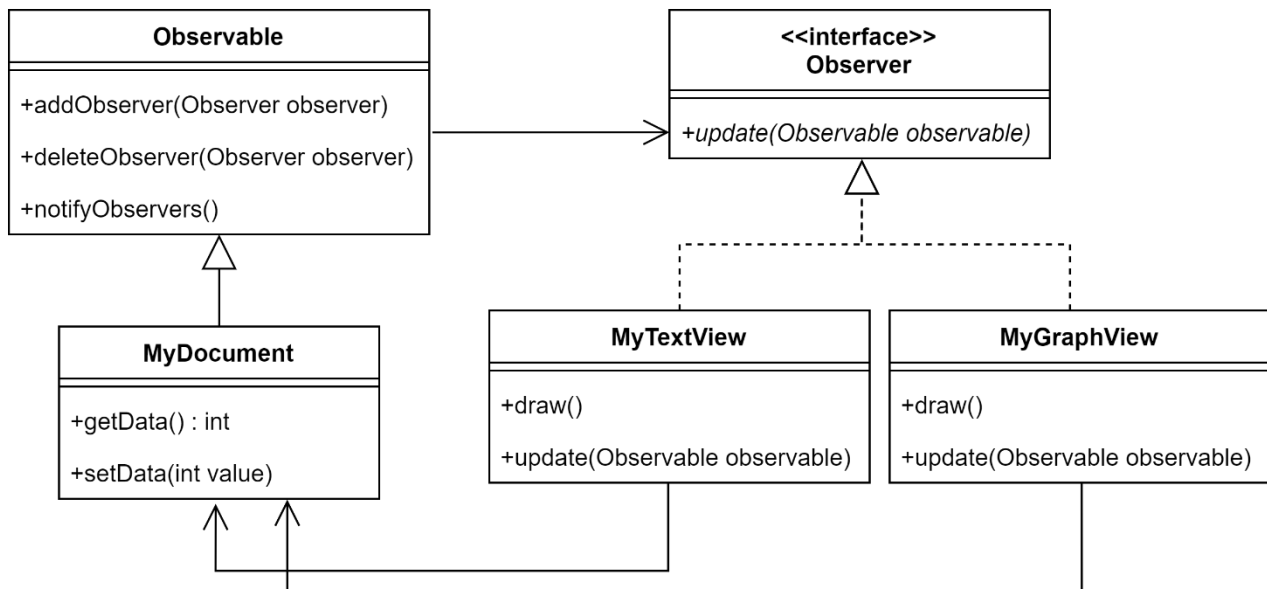 Observable
+addObserver(Observer observer)
+deleteObserver(Observer observer)
+notifyObservers()
<<interface>>
Observer
+update(Observable observable)
MyDocument
+getData() : int
+setData(int value)
MyTextView
+draw()
+update(Observable observable)
MyGraphView
+draw()
+update(Observable observable)